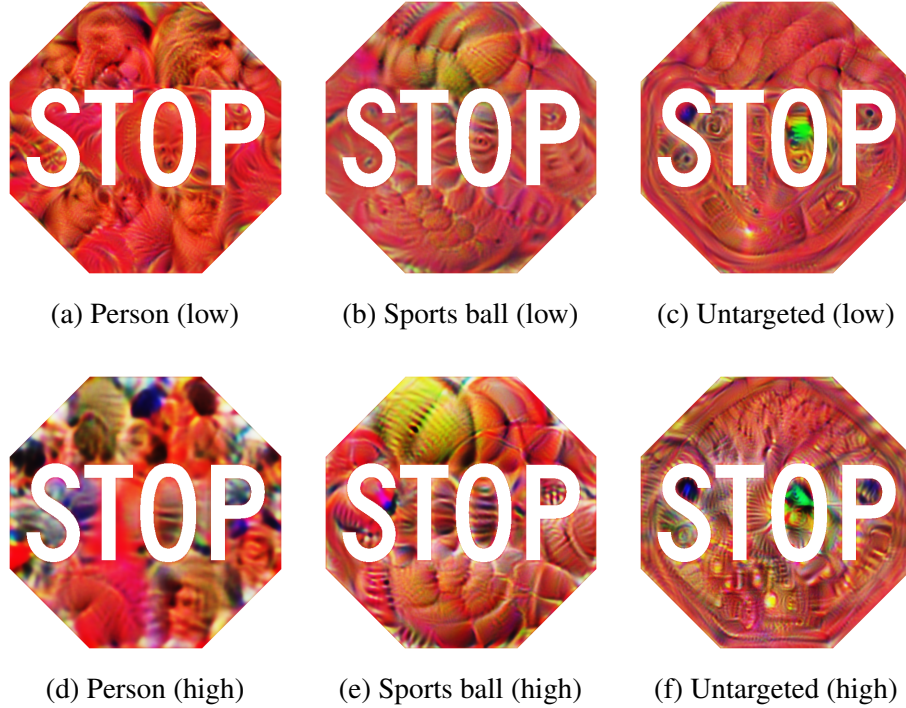 STOP
STOP
STOP
(a) Person (low)
(b) Sports ball (low)
(c) Untargeted (low)
STOP
STOP
STOP
(d) Person (high)
(e) Sports ball (high)
(f) Untargeted (high)